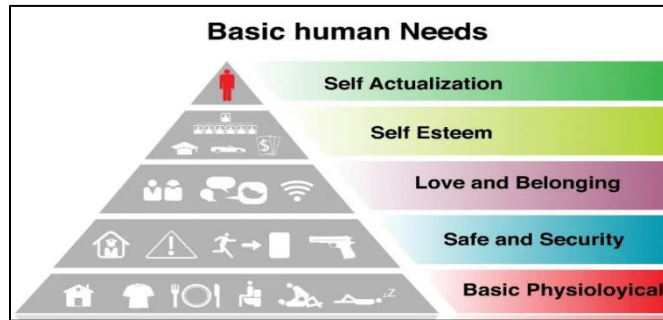 Basic human Needs
Self Actualization
Self Esteem
Love and Belonging
Safe and Security
Basic Physioloyical